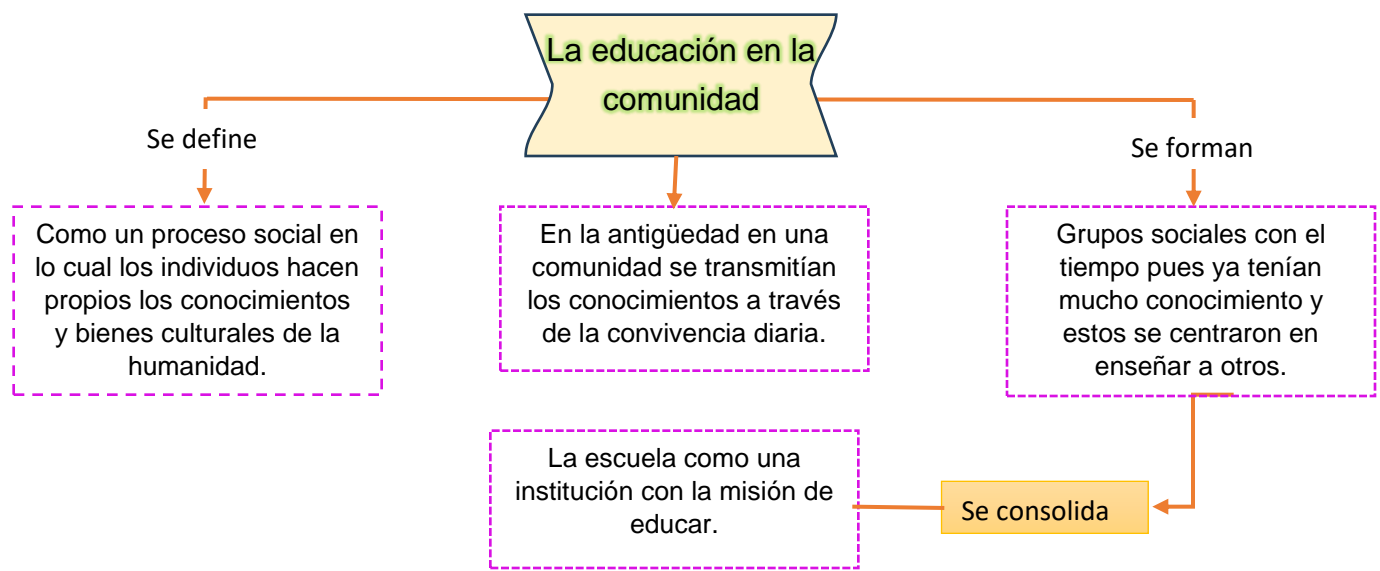 La educación en la
comunidad
Se define
Se forman
Como un proceso social en
lo cual los individuos hacen
propios los conocimientos
y bienes culturales de la
humanidad.
En la antigüedad en una
comunidad se transmitían
los conocimientos a través
de la convivencia diaria.
Grupos sociales con el
tiempo pues ya tenían
mucho conocimiento y
estos se centraron en
enseñar a otros.
La escuela como una
institución con la misión de
educar.
Se consolida